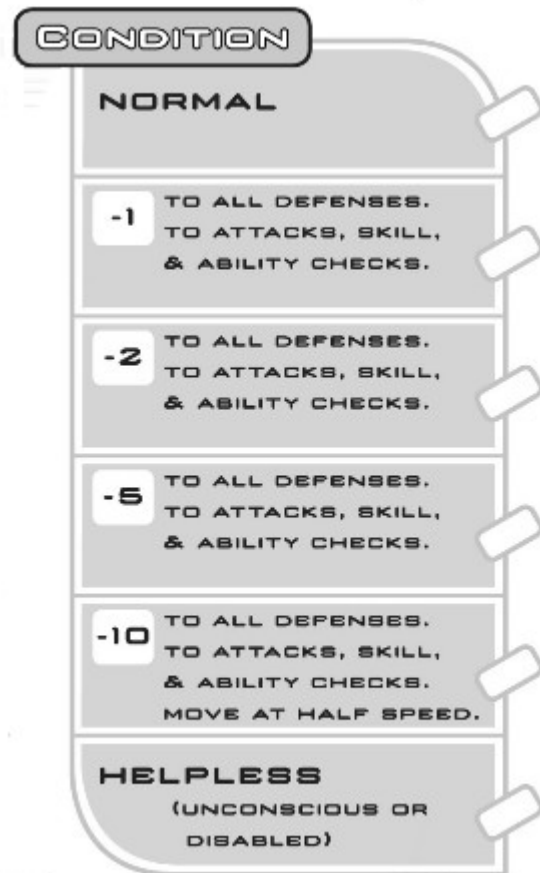 CONDITION
NORMAL
-1 TO ALL DEFENSES.
TO ATTACKS, SKILL,
& ABILITY CHECKS.
-2 TO ALL DEFENSES.
TO ATTACKS, SKILL,
& ABILITY CHECKS.
-5 TO ALL DEFENSES.
TO ATTACKS, SKILL,
& ABILITY CHECKS.
-10 TO ALL DEFENSES.
TO ATTACKS, SKILL,
& ABILITY CHECKS.
MOVE AT HALF SPEED.
HELPLESS
(UNCONSCIOUS OR
DISABLED)